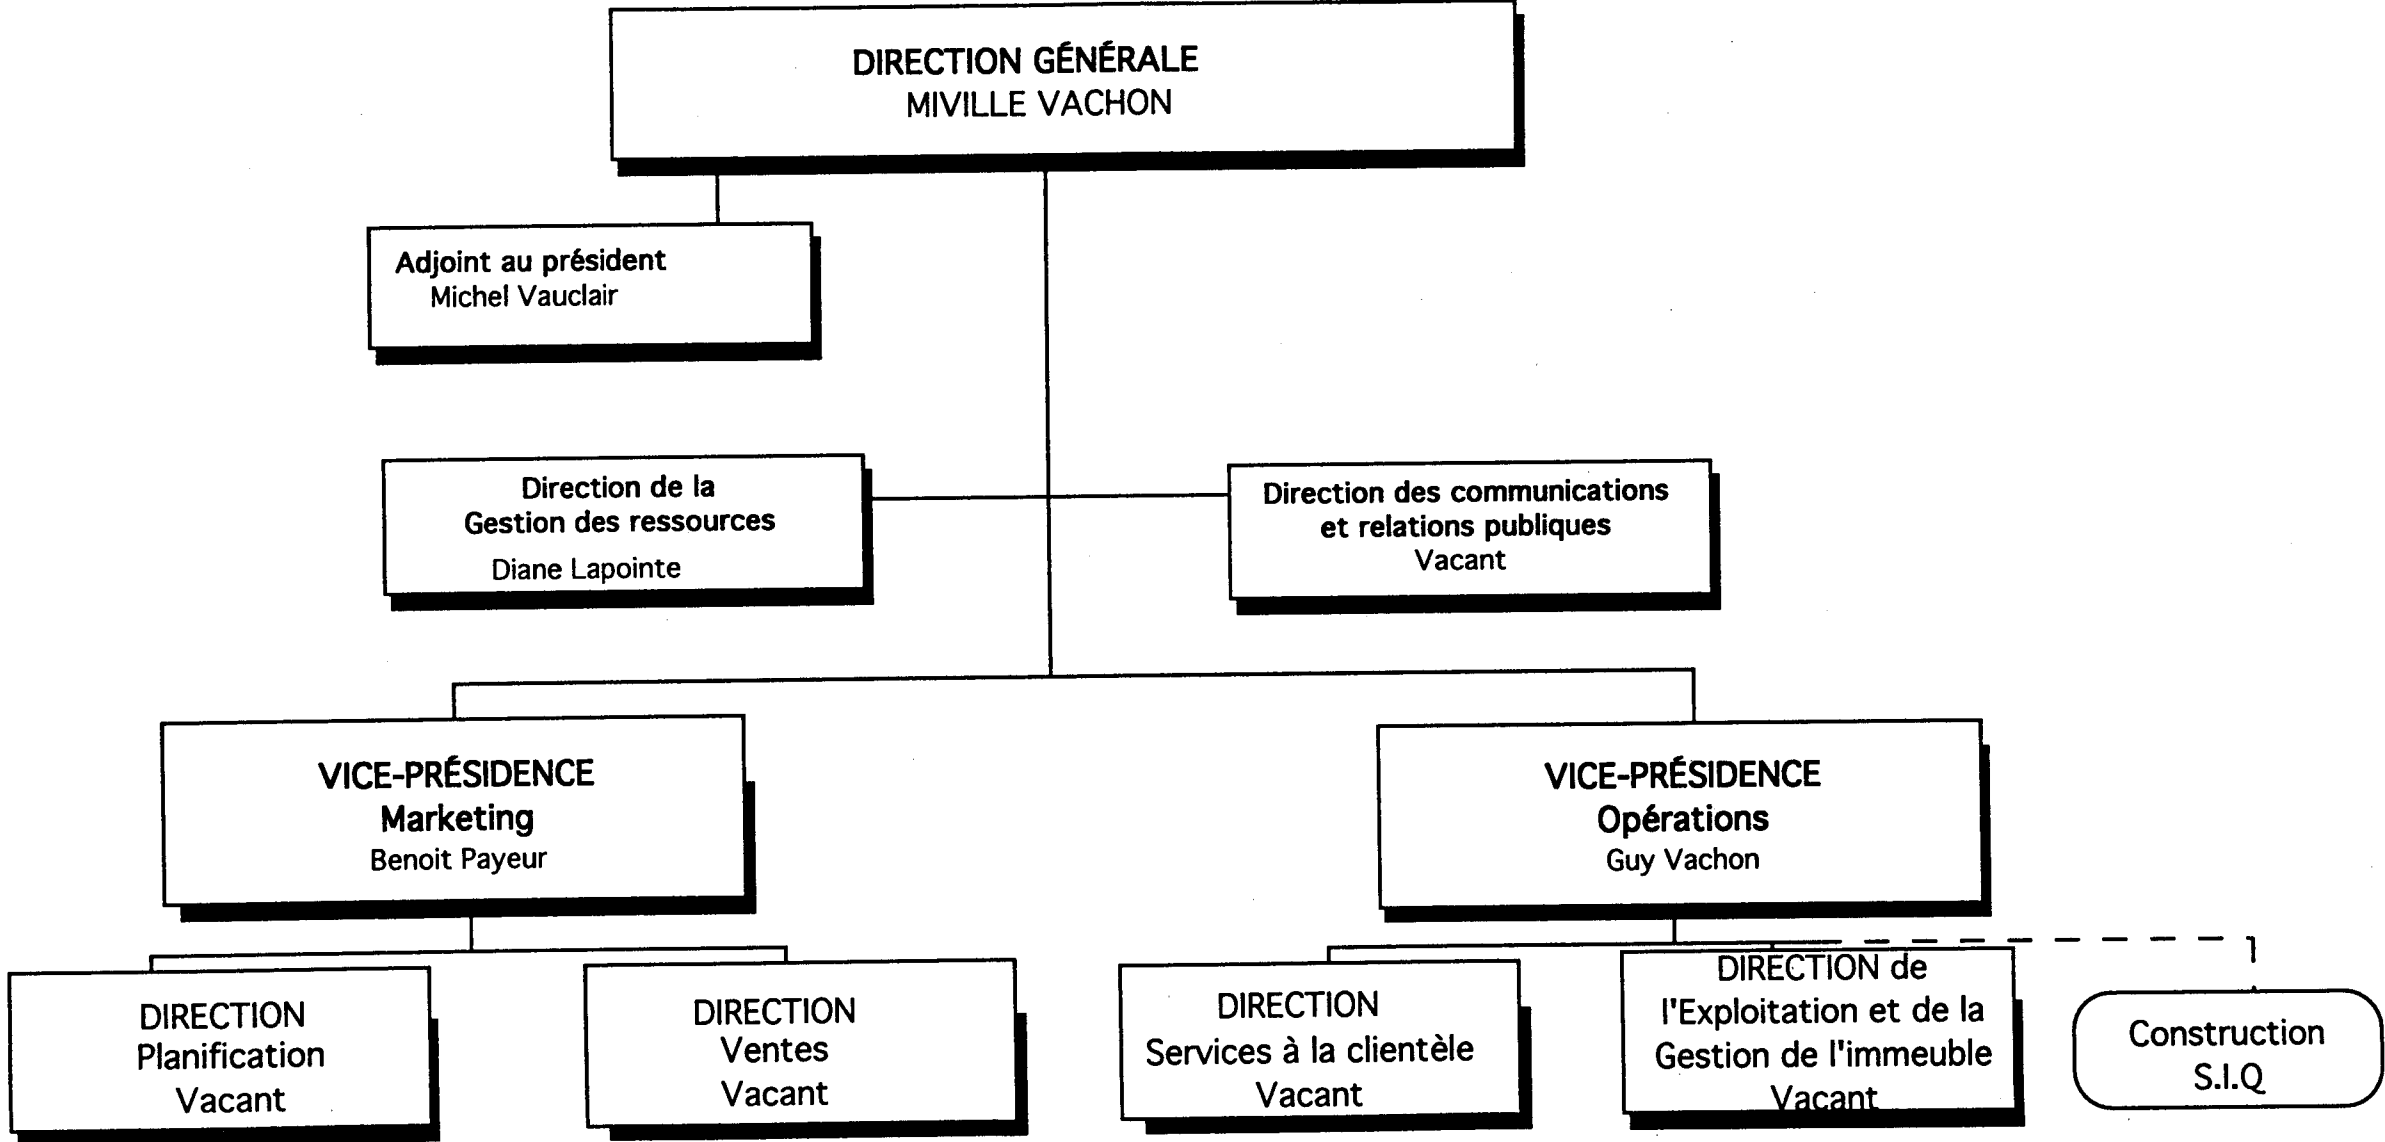 DIRECTION GÉNÉRALE
MIVILLE VACHON
Adjoint au président
Michel Vauclair
Direction de la
Gestion des ressources
Diane Lapointe
Direction des communications
et relations publiques
Vacant
VICE-PRÉSIDENCE
Marketing
Benoit Payeur
VICE-PRÉSIDENCE
Opérations
Guy Vachon
DIRECTION
Planification
Vacant
DIRECTION
Ventes
Vacant
DIRECTION
Services à la clientèle
Vacant
DIRECTION de
l'Exploitation et de la
Gestion de l'immeuble
Vacant
Construction
S.I.Q